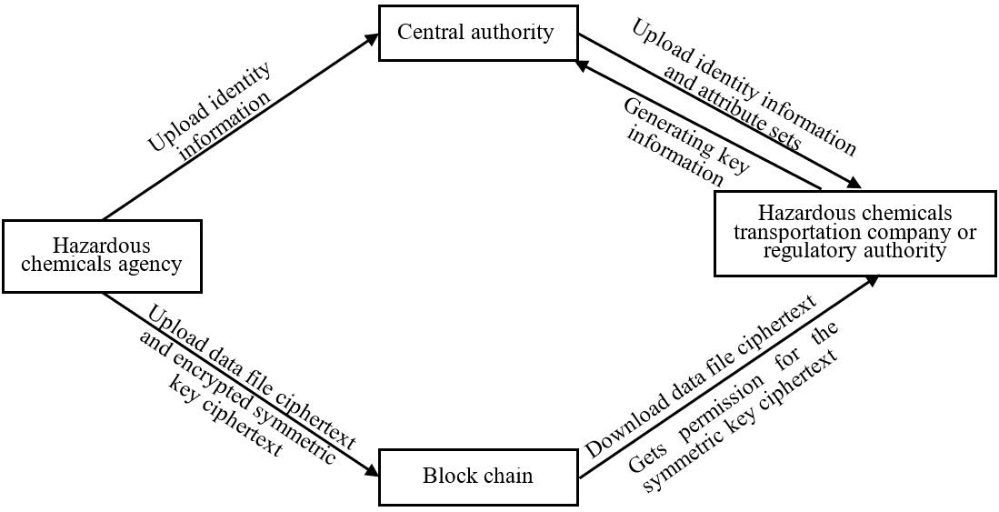 Central authority
Upload identity
information
Upload identity information
and attribute sets
Generating key
information
Hazardous
chemicals agency
Hazardous chemicals
transportation company or
regulatory authority
Upload data file ciphertext
and encrypted symmetric
key ciphertext
Download data file ciphertext
Gets permission for the
symmetric key ciphertext
Block chain